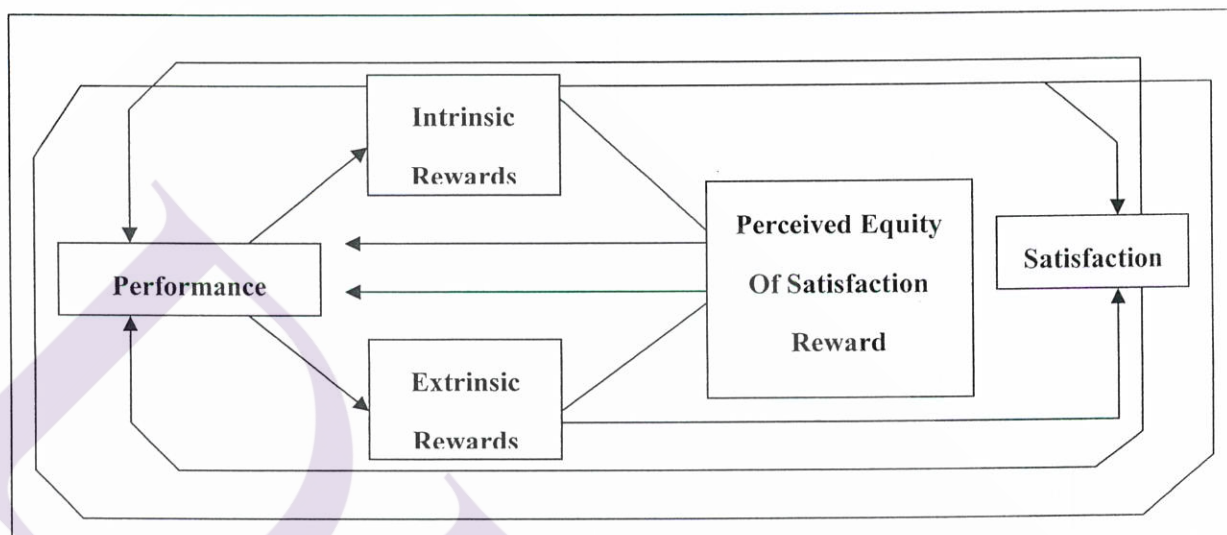 Intrinsic
Rewards
Perceived Equity
Of Satisfaction
Reward
Satisfaction
Performance
Extrinsic
Rewards